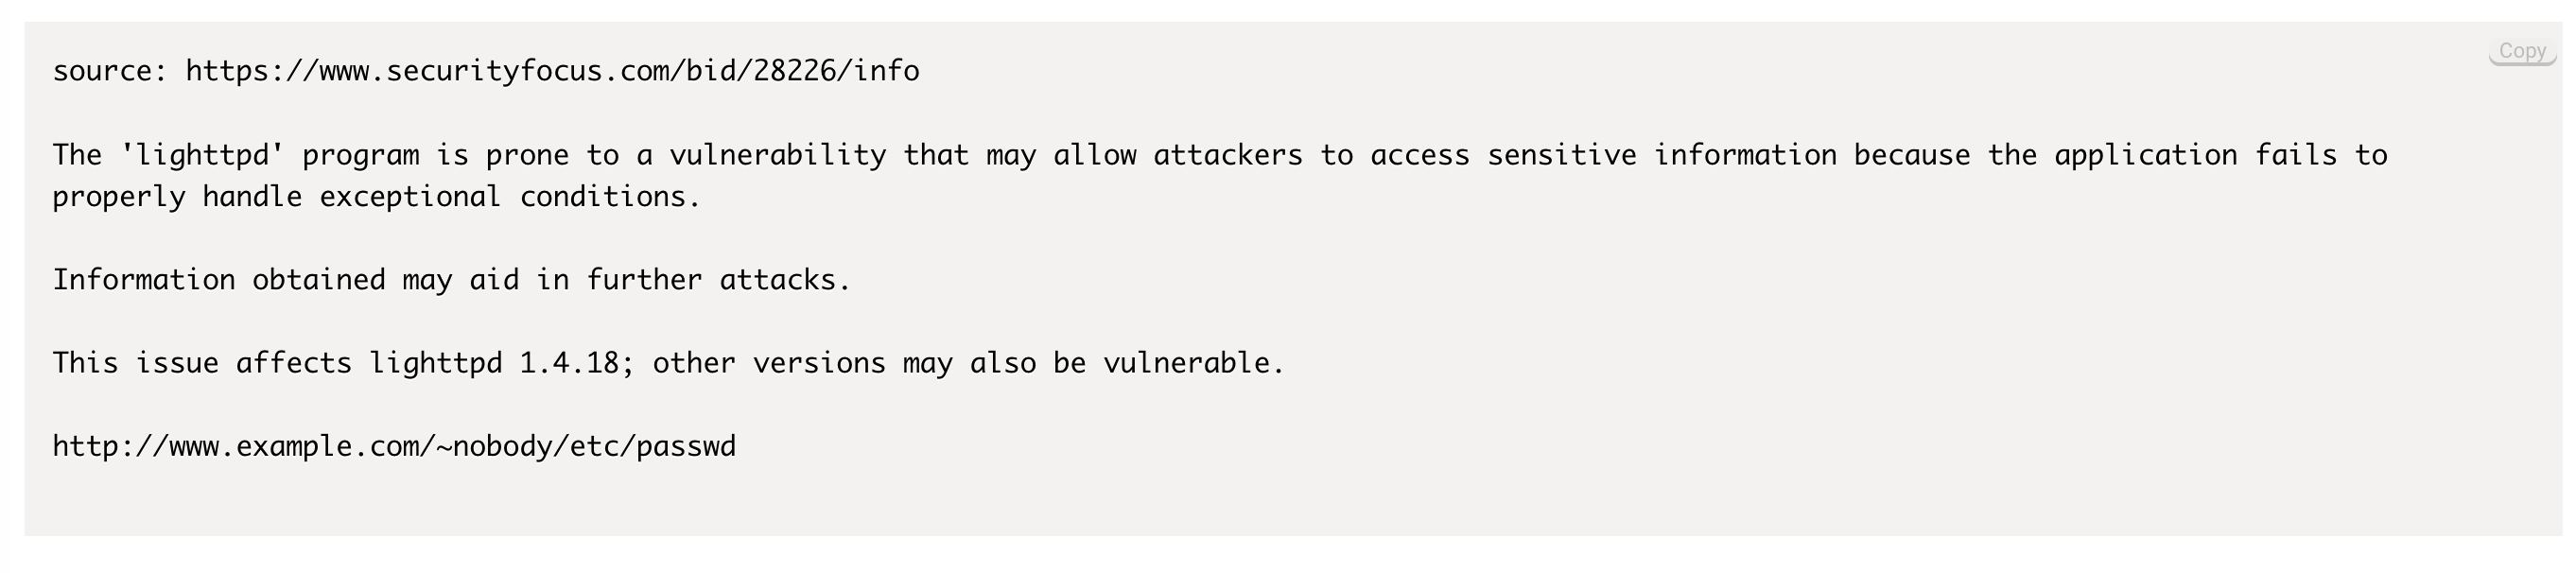 Copy
source: https://www.securityfocus.com/bid/28226/info
The 'lighttpd' program is prone to a vulnerability that may allow attackers to access sensitive information because the application fails to
properly handle exceptional conditions.
Information obtained may aid in further attacks.
This issue affects lighttpd 1.4.18; other versions may also be vulnerable.
http://www.example.com/~nobody/etc/passwd